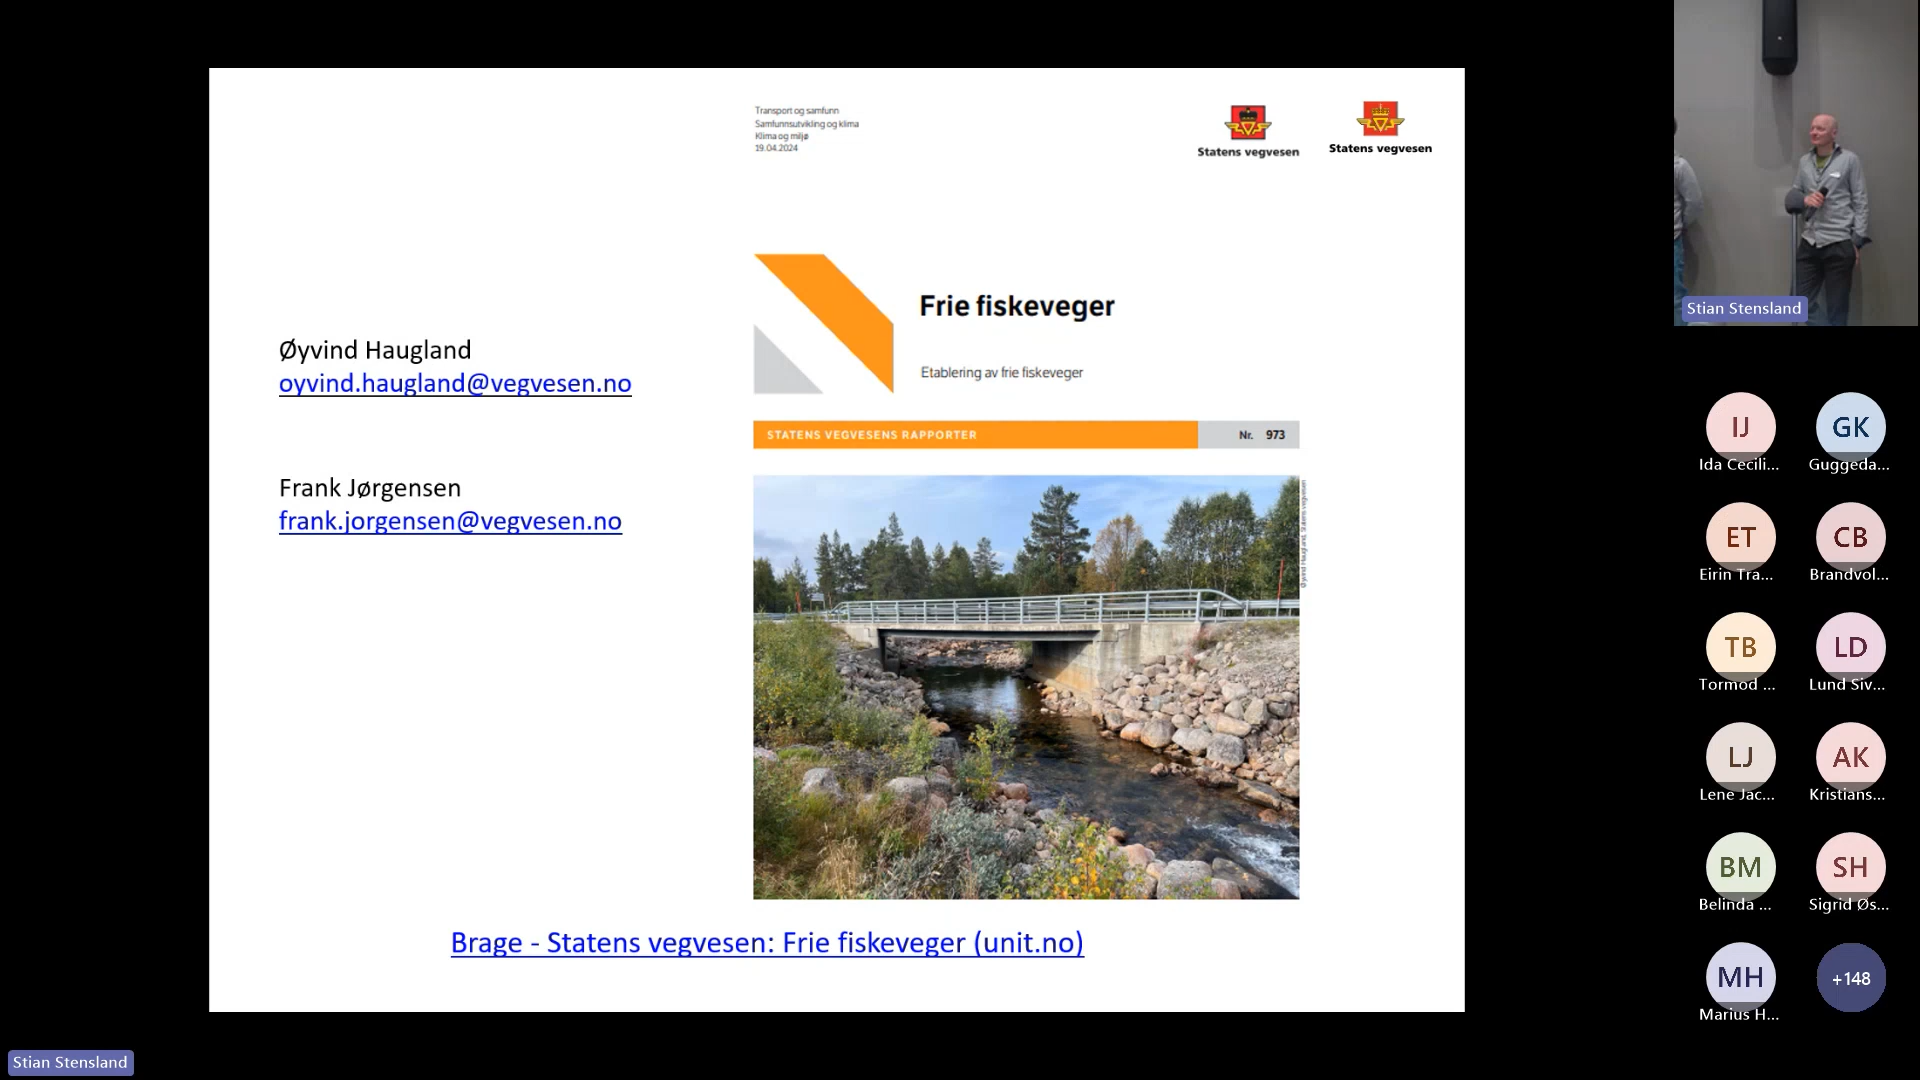 Transport og samfunn
Samfunnsutvikling og klima
Klima og miljø
19.04.2024
Statens vegvesen
Statens vegvesen
Frie fiskeveger
Etablering av frie fiskeveger
STATENS VEGVESENS RAPPORTER
Nr. 973
Øyvind Haugland, Statens vegvesen
Øyvind Haugland
oyvind.haugland@vegvesen.no
Frank Jørgensen
frank.jorgensen@vegvesen.no
Brage - Statens vegvesen: Frie fiskeveger (unit.no)
Stian Stensland
IJ
GK
Ida Cecili...
Guggeda...
ET
CB
Eirin Tra...
Brandvol...
TB
LD
Tormod ...
Lund Siv...
LJ
AK
Lene Jac...
Kristians...
BM
SH
Belinda ...
Sigrid Øs...
MH
+148
Marius H...
Stian Stensland